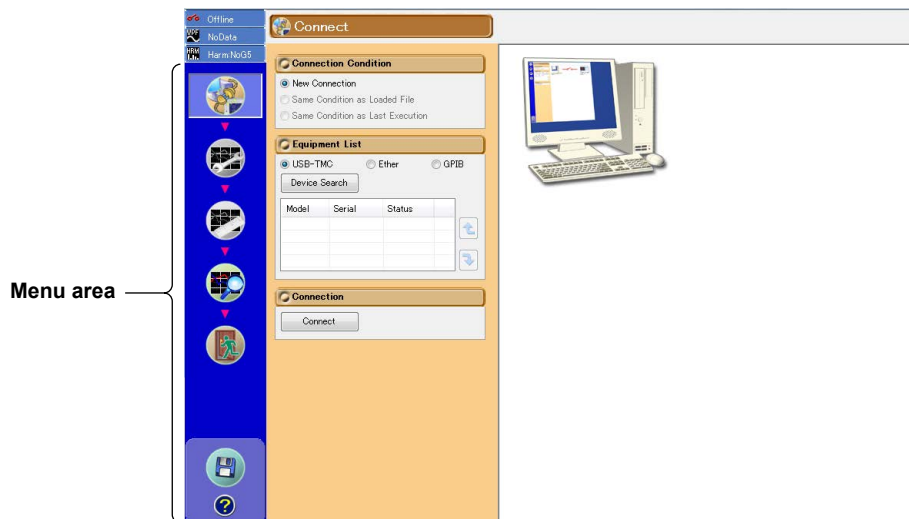 Offline
NoData
Harm NoG5
Connect
Connection Condition
New Connection
Same Condition as Loaded File
Same Condition as Last Execution
Equipment List
USB-TMC Ether GPIB
Device Search
Model Serial Status
Menu area
Connection
Connect
?